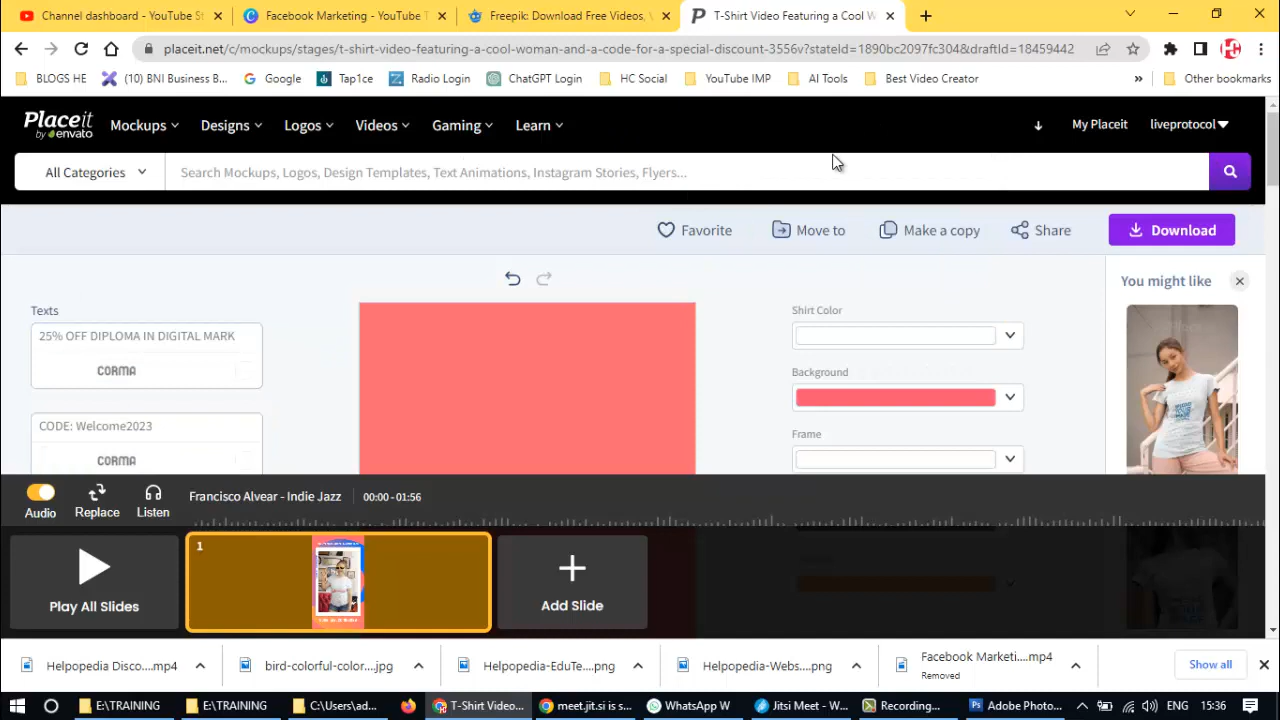 Channel dashboard - YouTube St
Facebook Marketing - YouTube T
Freepik: Download Free Videos, V
T-Shirt Video Featuring a Cool W
placeit.net/c/mockups/stages/t-shirt-video-featuring-a-cool-woman-and-a-code-for-a-special-discount-3556v?stateId=1890bc2097fc304&draftId=18459442
BLOGS HE
(10) BNI Business B...
Google
Tap1ce
Radio Login
ChatGPT Login
HC Social
YouTube IMP
AI Tools
Best Video Creator
»
Other bookmarks
Placeit
by envato
Mockups
Designs
Logos
Videos
Gaming
Learn
My Placeit
liveprotocol
All Categories
Search Mockups, Logos, Design Templates, Text Animations, Instagram Stories, Flyers...
Favorite
Move to
Make a copy
Share
Download
You might like
Texts
25% OFF DIPLOMA IN DIGITAL MARK
CORMA
CODE: Welcome2023
CORMA
Shirt Color
Background
Frame
Audio
Replace
Listen
Francisco Alvear - Indie Jazz
00:00 - 01:56
Play All Slides
1
Add Slide
Helpopedia Disco....mp4
bird-colorful-color....jpg
Helpopedia-EduTe....png
Helpopedia-Webs....png
Facebook Marketi....mp4
Removed
Show all
E:\TRAINING
E:\TRAINING
C:\Users\ad...
T-Shirt Video...
meet.jit.si is s...
WhatsApp W
Jitsi Meet - W...
Recording...
Adobe Photo...
ENG
15:36